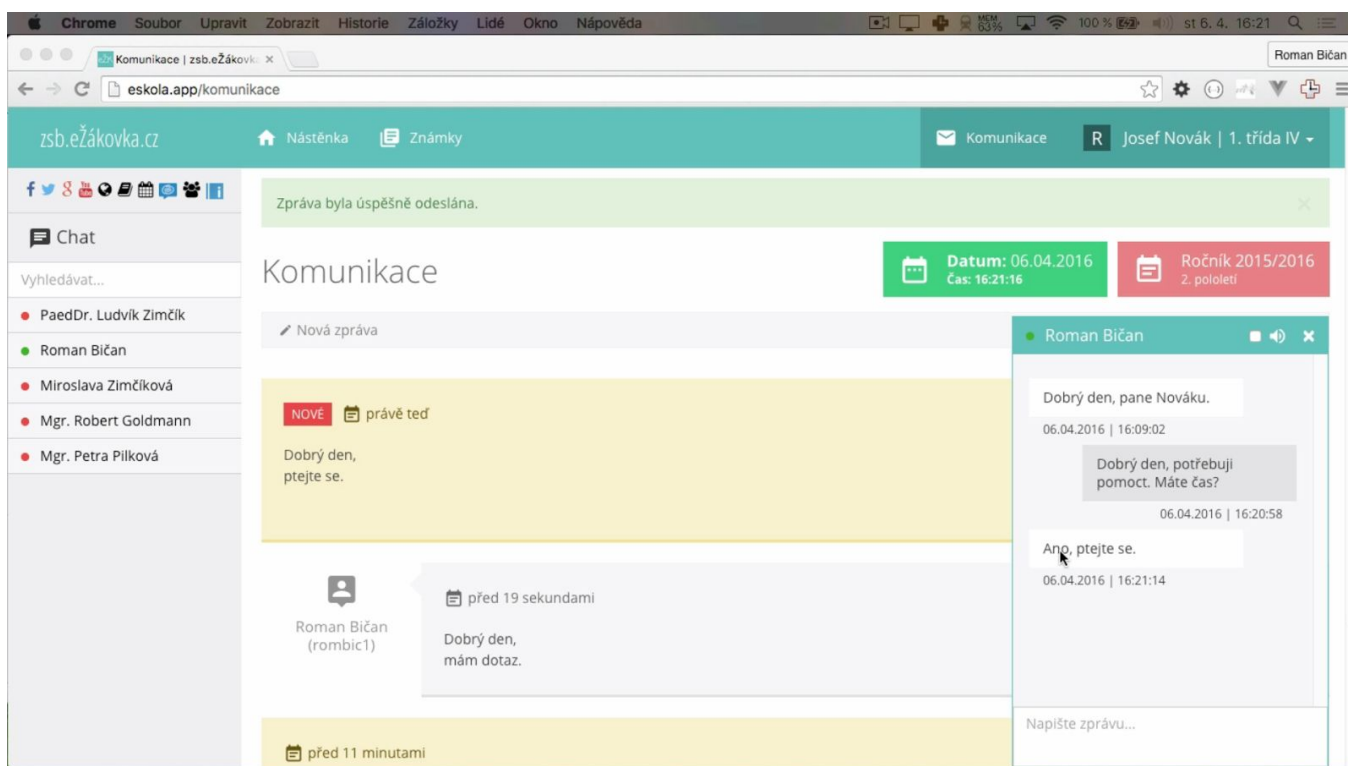 Chrome Soubor Upravit Zobrazit Historie Záložky Lidé Okno Nápověda MEM 63% 100 % st 6. 4. 16:21
Komunikace | zsb.eŽákovk
Roman Bičan
eskola.app/komunikace
zsb.eŽákovka.cz Nástěnka Známky Komunikace R Josef Novák | 1. třída IV
Zpráva byla úspěšně odeslána.
Chat
Vyhledávat...
PaedDr. Ludvík Zimčík
Roman Bičan
Miroslava Zimčíková
Mgr. Robert Goldmann
Mgr. Petra Pilková
Komunikace
Datum: 06.04.2016
Čas: 16:21:16
Ročník 2015/2016
2. pololetí
Nová zpráva
NOVÉ právě teď
Dobrý den,
ptejte se.
Roman Bičan
(rombic1)
před 19 sekundami
Dobrý den,
mám dotaz.
před 11 minutami
Roman Bičan
Dobrý den, pane Nováku.
06.04.2016 | 16:09:02
Dobrý den, potřebuji
pomoct. Máte čas?
06.04.2016 | 16:20:58
Ano, ptejte se.
06.04.2016 | 16:21:14
Napište zprávu...